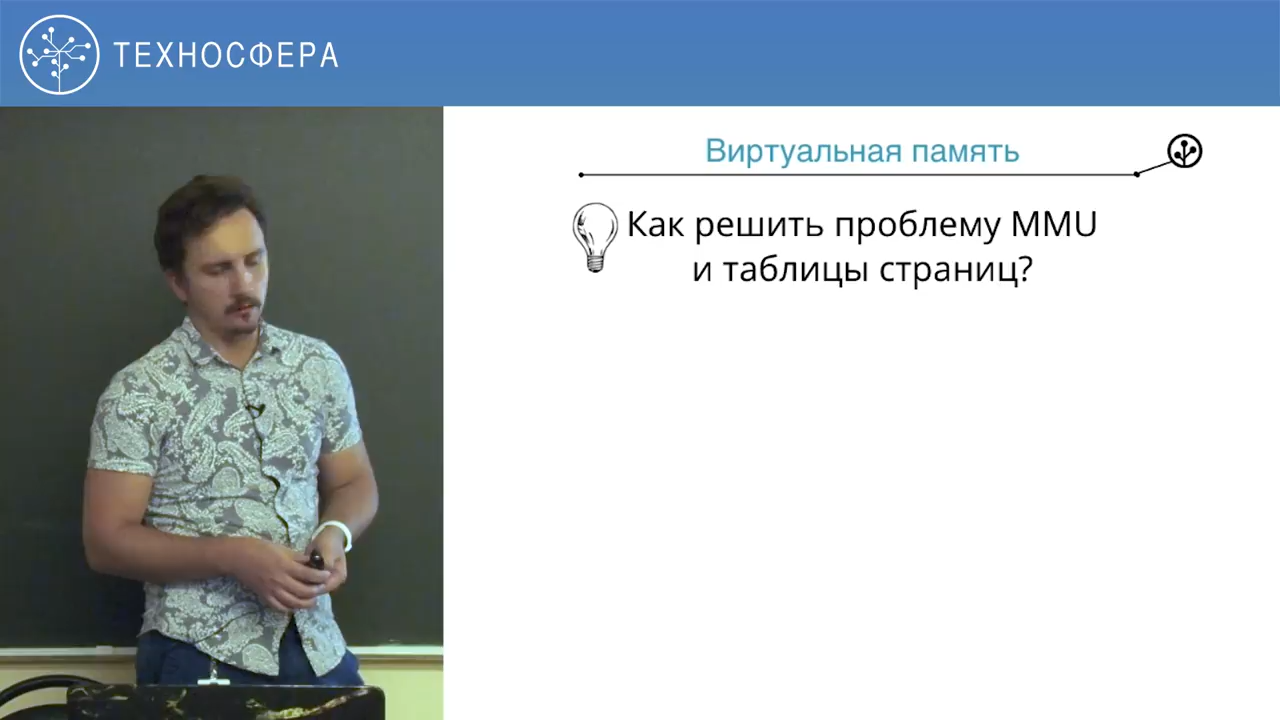 ТЕХНОСФЕРА
Виртуальная память
Как решить проблему MMU
и таблицы страниц?